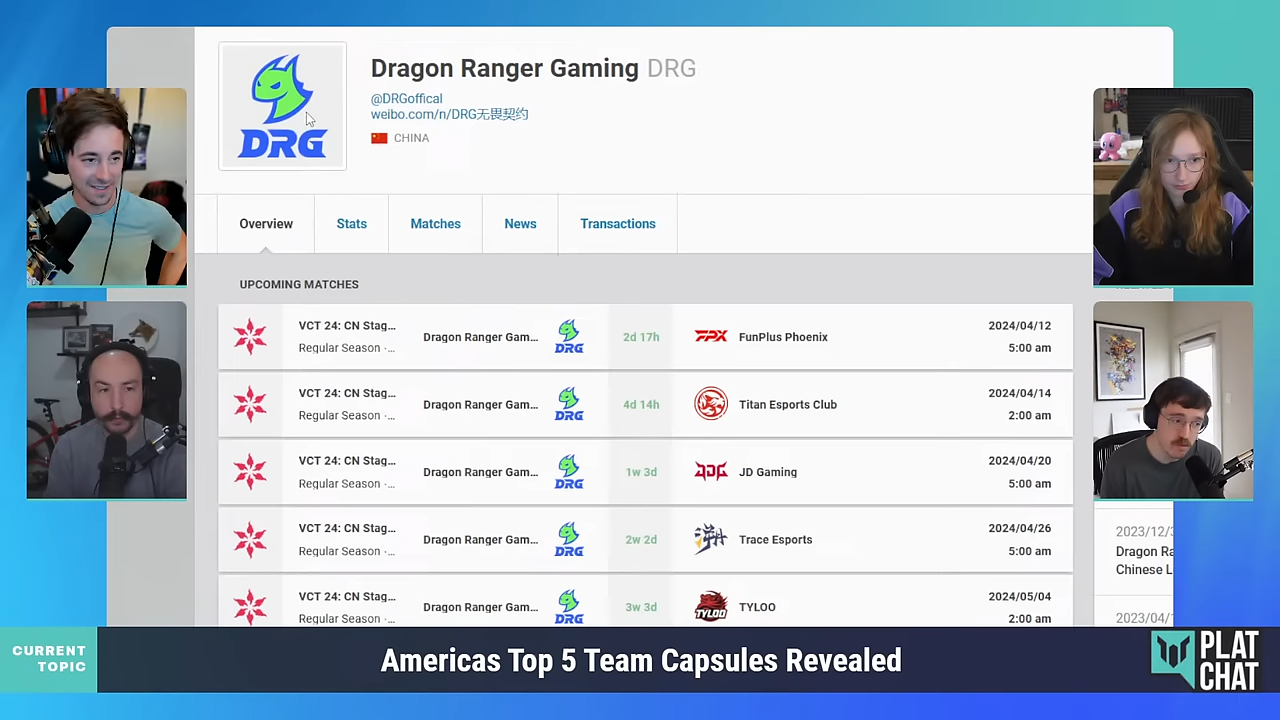 Dragon Ranger Gaming DRG
@DRGoffical
weibo.com/n/DRG无畏契约
CHINA
DRG
Overview Stats Matches News Transactions
UPCOMING MATCHES
VCT 24: CN Stag... Dragon Ranger Gam... DRG 2d 17h FPX FunPlus Phoenix 2024/04/12
Regular Season ·... 5:00 am
VCT 24: CN Stag... Dragon Ranger Gam... DRG 4d 14h Titan Esports Club 2024/04/14
Regular Season ·... 2:00 am
VCT 24: CN Stag... Dragon Ranger Gam... DRG 1w 3d JDG JD Gaming 2024/04/20
Regular Season ·... 5:00 am
VCT 24: CN Stag... Dragon Ranger Gam... DRG 2w 2d Trace Esports 2024/04/26
Regular Season ·... 5:00 am
VCT 24: CN Stag... Dragon Ranger Gam... DRG 3w 3d TYLOO TYLOO 2024/05/04
Regular Season ·... 2:00 am
2023/12/
Dragon Ra
Chinese L
2023/04/
CURRENT
TOPIC
Americas Top 5 Team Capsules Revealed
PLAT
CHAT